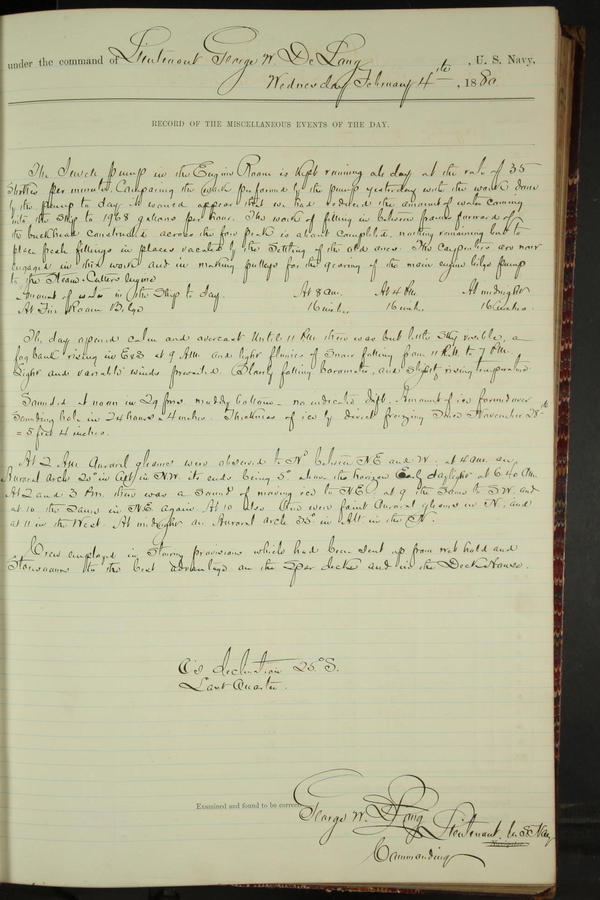 under the command of Lieutenant George W. De Long, U. S. Navy,
Wednesday February 4th, 1880
RECORD OF THE MISCELLANEOUS EVENTS OF THE DAY.
The Sewell pump in the Engine Room is kept running all day at the rate of 35
Strokes per minute. Comparing the work performed by the pump yesterday with the work done
by the pump to day it would appear that we had reduced the amount of water coming
into the Ship to 1968 gallons per hour. The work of filling in between frames forward of
the bulkhead constructed across the fore peak is about completed, nothing remaining but to
place fresh fillings in places vacated by the settling of the old ones. The Carpenters are now
engaged in this work and in making pulleys for the gearing of the main engine bilge pump
to the Steam Cutters engine
Amount of water in the Ship to day. At 8 am. At 4 PM. At midnight
At Fire Room Bilge 16 inches 16 inch. 16 inches.
The day opened calm and overcast. Until 11 PM there was but little sky visible, a
fog bank rising in E & S at 9 AM. and light flurries of Snow falling from 11 A.M. to 7 PM.
Light and variable winds prevailed. Slowly falling barometer, and slightly rising temperature
Sounded at noon in 29 fms. muddy bottom - no indicated drift. Amount of ice formed over
Sounding hole in 24 hours = 4 inches. Thickness of ice by direct freezing since November 28th
= 5 feet 4 inches.
At 2 AM Auroral gleams were observed to Nd between NE and W. at 4 am. an
Auroral arch 20° in alt. in NW. its ends being 5° above the horizon. Early daylight at 6.40 AM.
At 2 and 3 Pm. there was a Sound of moving ice to NE, at 9 the Same to SW. and
at 10 the Same in NE again. At 10 also there were faint Auroral gleams in N. and
at 11 in the West. At midnight an Auroral arch 35° in Alt. in the N.
Crew employed in Storing provisions which had been sent up from wet hold and
Storerooms to the best advantage on the Spar deck and in the Deck House.
declination 25° S.
Last Quarter.
Examined and found to be correct.
George W. De Long Lieutenant, U.S. Navy
Navigator.
Commanding